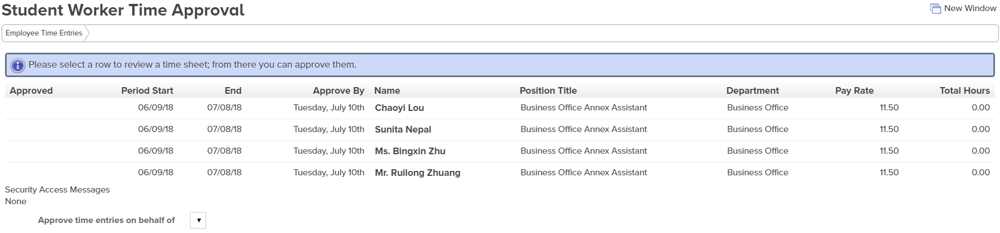 Student Worker Time Approval
New Window
Employee Time Entries
Please select a row to review a time sheet; from there you can approve them.
Approved Period Start End Approve By Name Position Title Department Pay Rate Total Hours
06/09/18 07/08/18 Tuesday, July 10th Chaoyi Lou Business Office Annex Assistant Business Office 11.50 0.00
06/09/18 07/08/18 Tuesday, July 10th Sunita Nepal Business Office Annex Assistant Business Office 11.50 0.00
06/09/18 07/08/18 Tuesday, July 10th Ms. Bingxin Zhu Business Office Annex Assistant Business Office 11.50 0.00
06/09/18 07/08/18 Tuesday, July 10th Mr. Ruilong Zhuang Business Office Annex Assistant Business Office 11.50 0.00
Security Access Messages
None
Approve time entries on behalf of